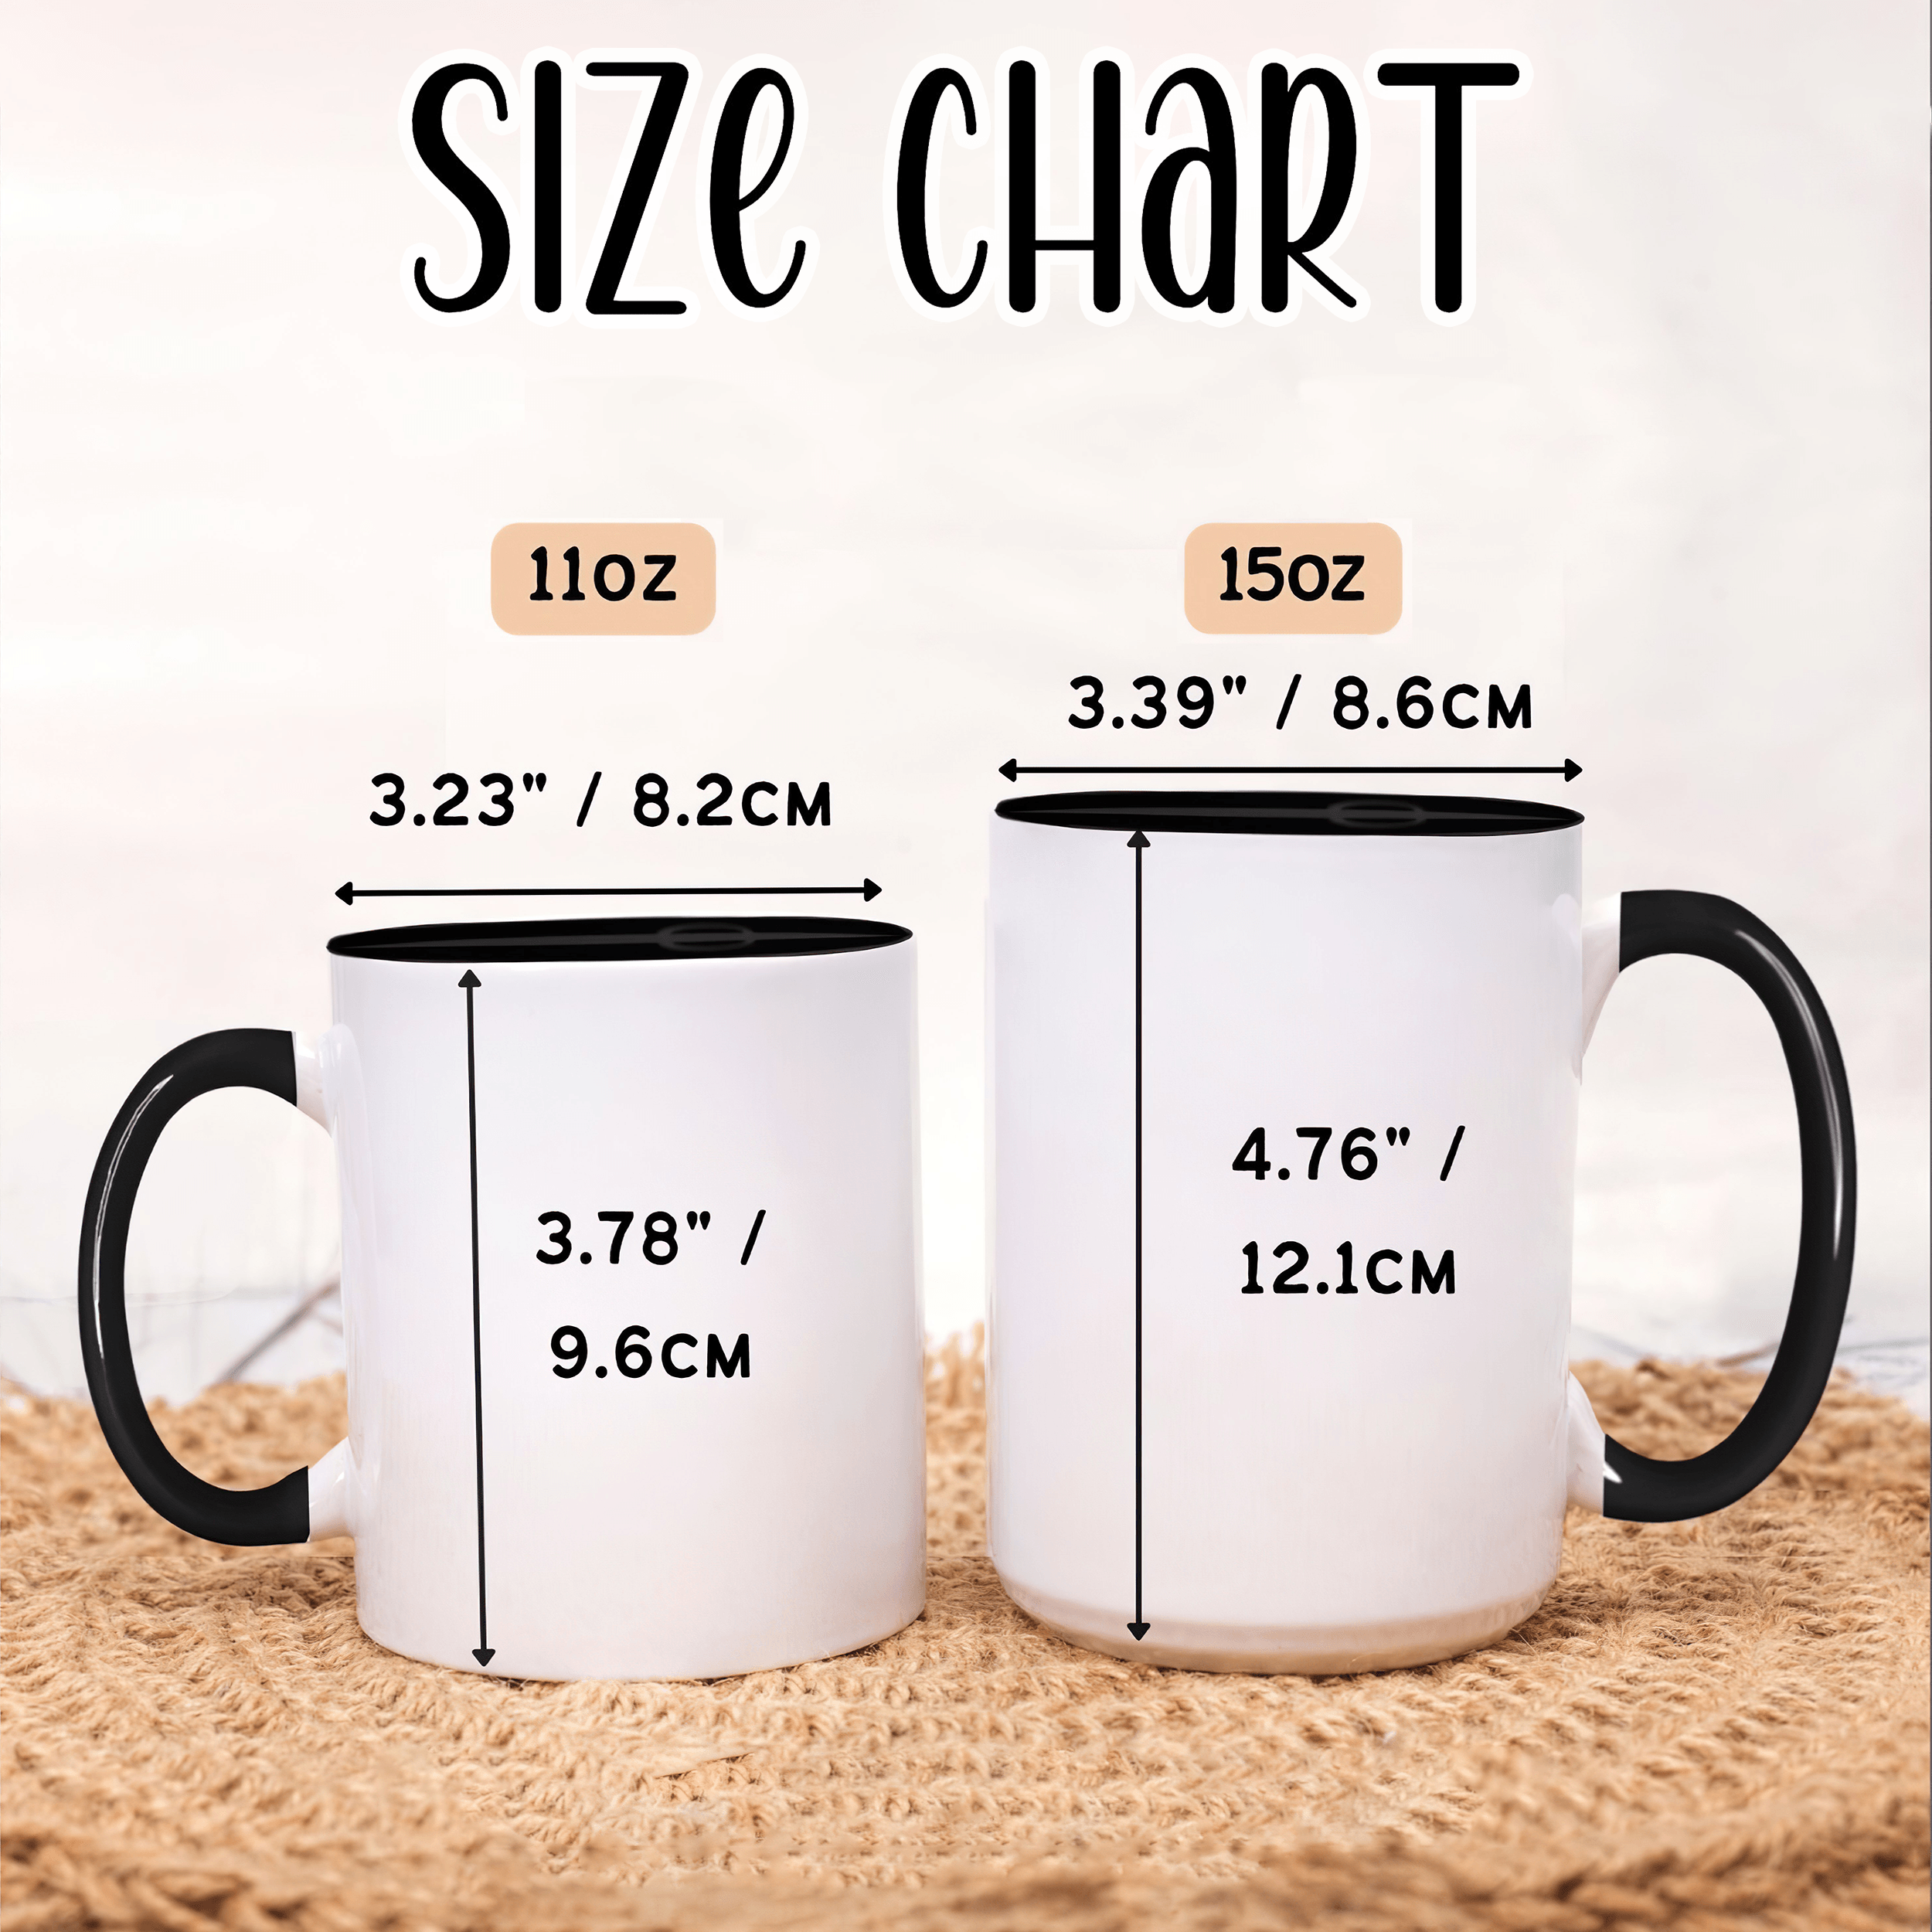 SIZe CHaRT
11oz
15oz
3.39" / 8.6cm
3.23" / 8.2cm
4.76" /
12.1cm
3.78" /
9.6cm